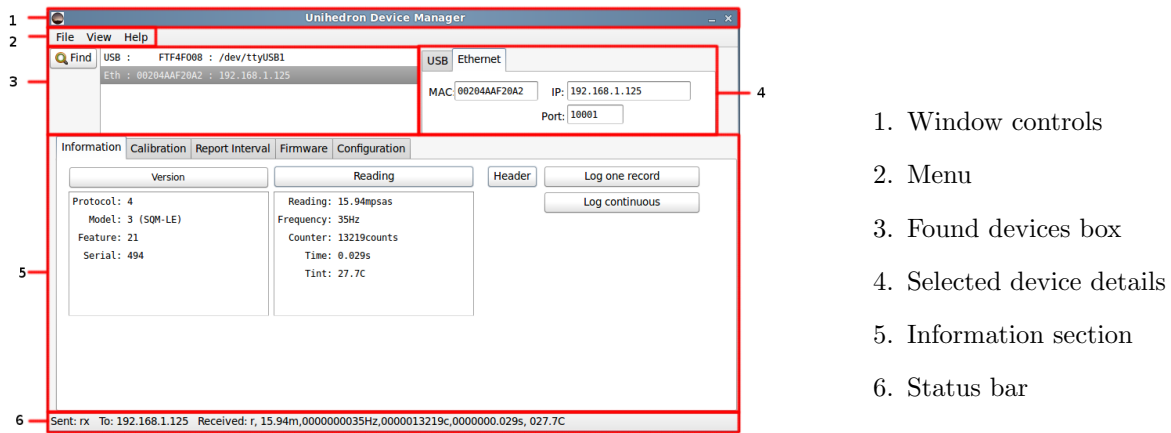 1
Unihedron Device Manager
2
File View Help
Find
USB : FTF4FO08 : /dev/ttyUSB1
Eth : 00204AAF20A2 : 192.168.1.125
3
USB Ethernet
MAC: 00204AAF20A2 IP: 192.168.1.125
Port: 10001
4
Information Calibration Report Interval Firmware Configuration
Version Reading Header Log one record
Log continuous
Protocol: 4
Model: 3 (SQM-LE)
Feature: 21
Serial: 494
Reading: 15.94mpsas
Frequency: 35Hz
Counter: 13219counts
Time: 0.029s
Tint: 27.7C
5
6
Sent: rx To: 192.168.1.125 Received: r, 15.94m,0000000035Hz,0000013219c,0000000.029s, 027.7C
1. Window controls
2. Menu
3. Found devices box
4. Selected device details
5. Information section
6. Status bar